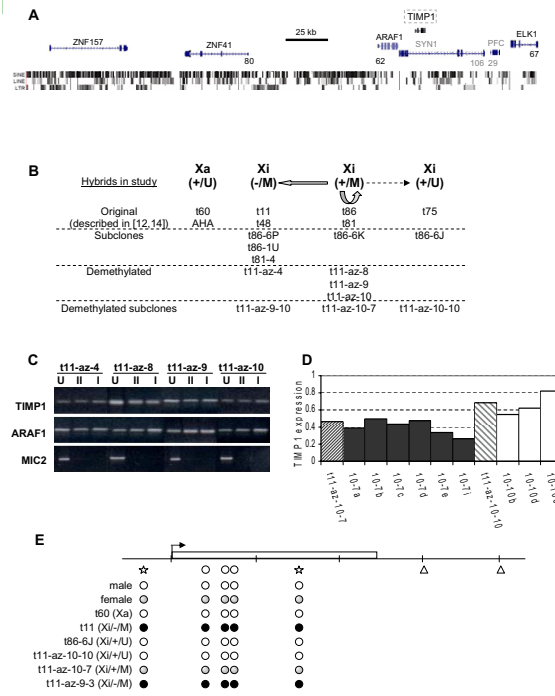 A
25 kb
TIMP1
ZNF157
ZNF41
80
ARAF1
SYN1
PFC
ELK1
62
106
29
67
SINE
LINE
LTR
B
Hybrids in study
Xa
(+/U)
Xi
(-/M)
Xi
(+/M)
Xi
(+/U)
Original
(described in [12,14])
t60
AHA
t11
t48
t86
t81
t75
Subclones
t86-6P
t86-1U
t81-4
t86-6K
t86-6J
Demethylated
t11-az-4
t11-az-8
t11-az-9
t11-az-10
Demethylated subclones
t11-az-9-10
t11-az-10-7
t11-az-10-10
C
t11-az-4 t11-az-8 t11-az-9 t11-az-10
U II I U II I U II I U II I
TIMP1
ARAF1
MIC2
D
TIMP1 expression
1
0.8
0.6
0.4
0.2
0
t11-az-10-7
10-7a
10-7b
10-7c
10-7d
10-7e
10-7i
t11-az-10-10
10-10b
10-10d
E
male
female
t60 (Xa)
t11 (Xi/-/M)
t86-6J (Xi/+/U)
t11-az-10-10 (Xi/+/U)
t11-az-10-7 (Xi/+/M)
t11-az-9-3 (Xi/-/M)